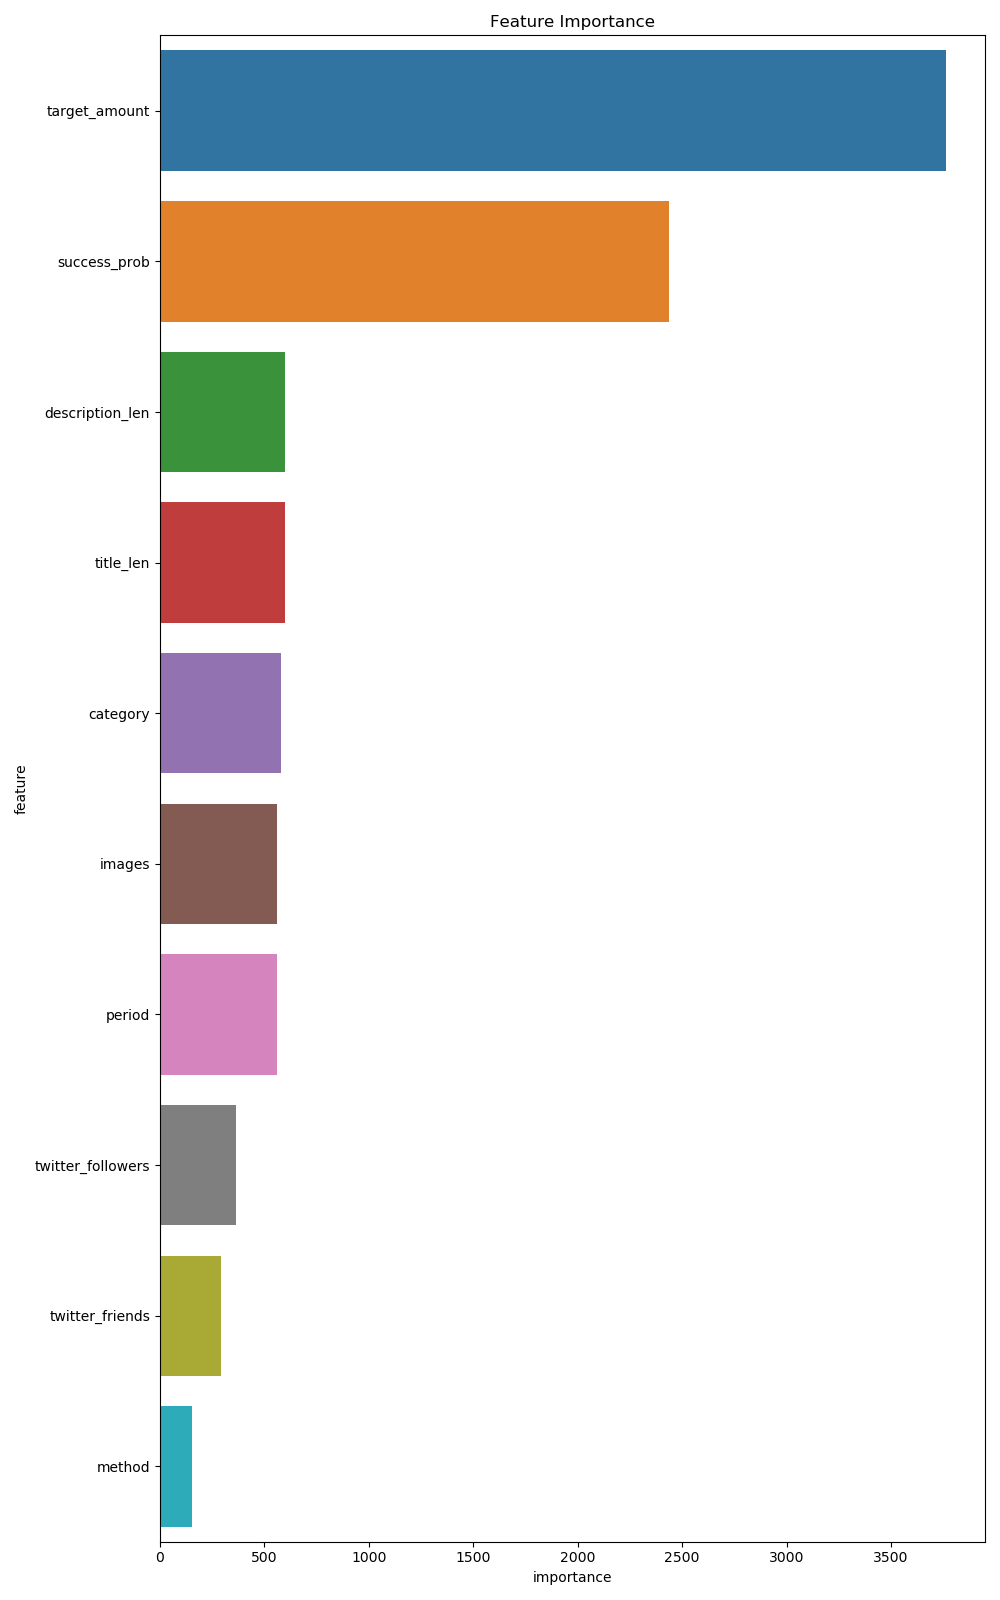 Feature Importance
target_amount
success_prob
description_len
title_len
category
images
period
twitter_followers
twitter_friends
method
feature
0 500 1000 1500 2000 2500 3000 3500
importance